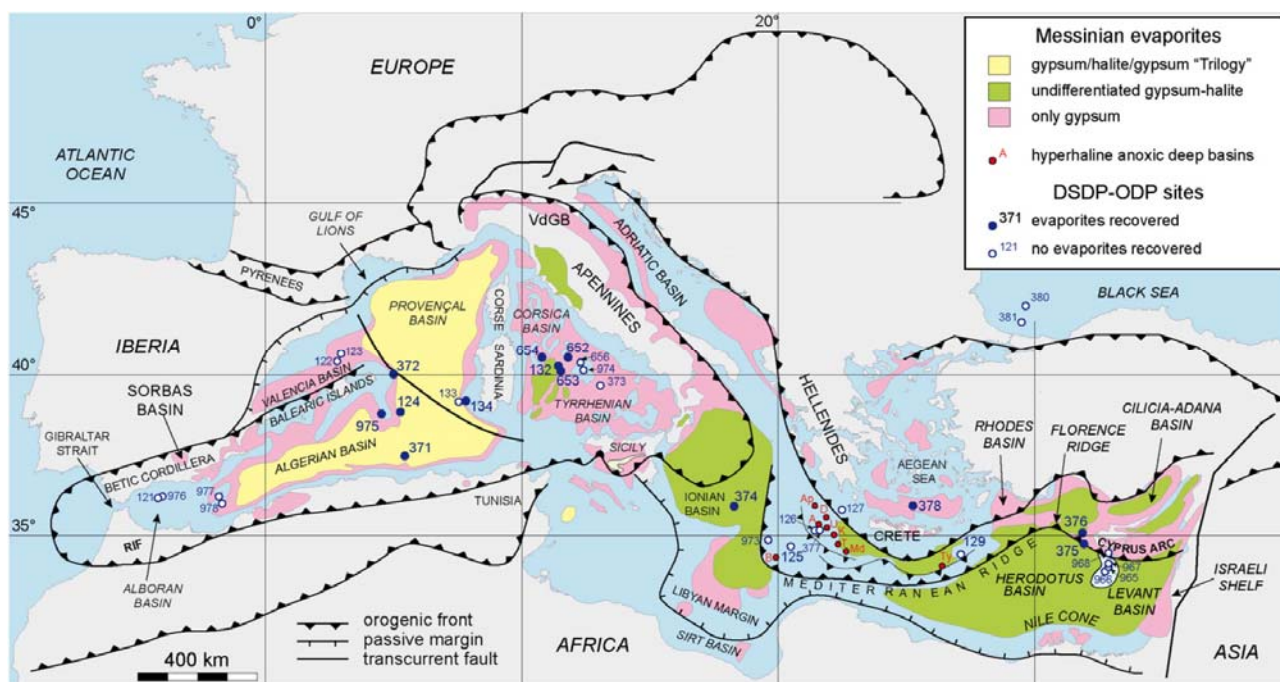 0°
20°
45°
40°
35°
EUROPE
ATLANTIC
OCEAN
GULF OF
LIONS
VdGB
ADRIATIC BASIN
APENNINES
PYRENEES
PROVENÇAL
BASIN
CORSE
SARDINIA
CORSICA
BASIN
IBERIA
122
123
VALENCIA BASIN
BALEARIC ISLANDS
372
133
134
124
975
371
ALGERIAN BASIN
SORBAS
BASIN
GIBRALTAR
STRAIT
BETIC CORDILLERA
121
976
977
978
RIF
ALBORAN
BASIN
TUNISIA
654
652
656
132
974
653
373
TYRRHENIAN
BASIN
SICILY
IONIAN
BASIN
374
HELLENIDES
AEGEAN
SEA
378
Ap
127
126
K
T
Md
CRETE
377
973
B
125
129
Ty
MEDITERRANEAN RIDGE
LIBYAN MARGIN
SIRT BASIN
AFRICA
RHODES
BASIN
FLORENCE
RIDGE
CILICIA-ADANA
BASIN
376
375
CYPRUS ARC
968
967
965
966
HERODOTUS
BASIN
LEVANT
BASIN
NILE CONE
ISRAELI
SHELF
ASIA
BLACK SEA
380
381
Messinian evaporites
gypsum/halite/gypsum "Trilogy"
undifferentiated gypsum-halite
only gypsum
A hyperhaline anoxic deep basins
DSDP-ODP sites
371 evaporites recovered
121 no evaporites recovered
orogenic front
passive margin
transcurrent fault
400 km